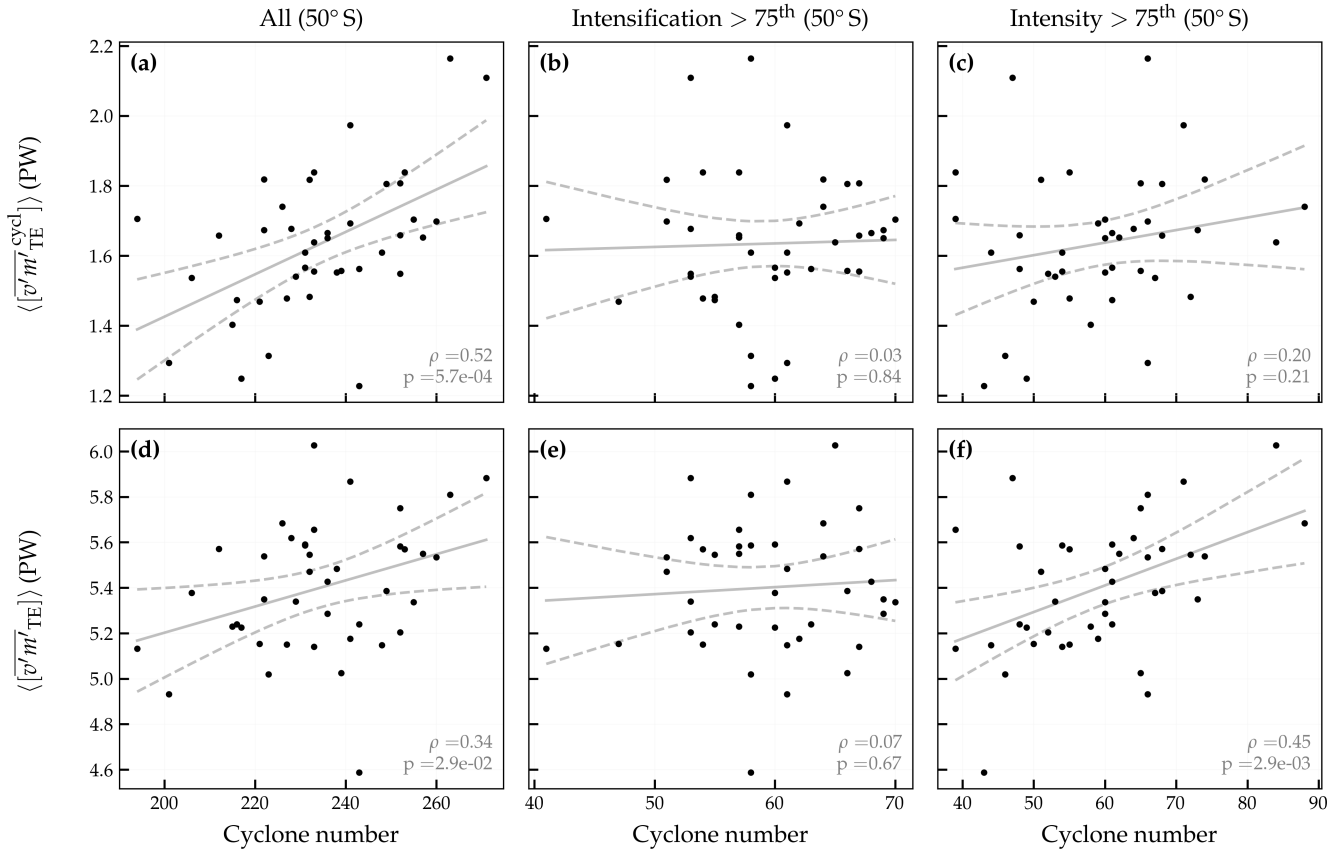 All (50° S)
Intensification > 75th (50° S)
Intensity > 75th (50° S)
⟨[v′m′TEcycl]⟩ (PW)
2.2
2.0
1.8
1.6
1.4
1.2
(a)
ρ =0.52
p =5.7e-04
(b)
ρ =0.03
p =0.84
(c)
ρ =0.20
p =0.21
⟨[v′m′TE]⟩ (PW)
6.0
5.8
5.6
5.4
5.2
5.0
4.8
4.6
(d)
ρ =0.34
p =2.9e-02
(e)
ρ =0.07
p =0.67
(f)
ρ =0.45
p =2.9e-03
200 220 240 260
40 50 60 70
40 50 60 70 80 90
Cyclone number
Cyclone number
Cyclone number